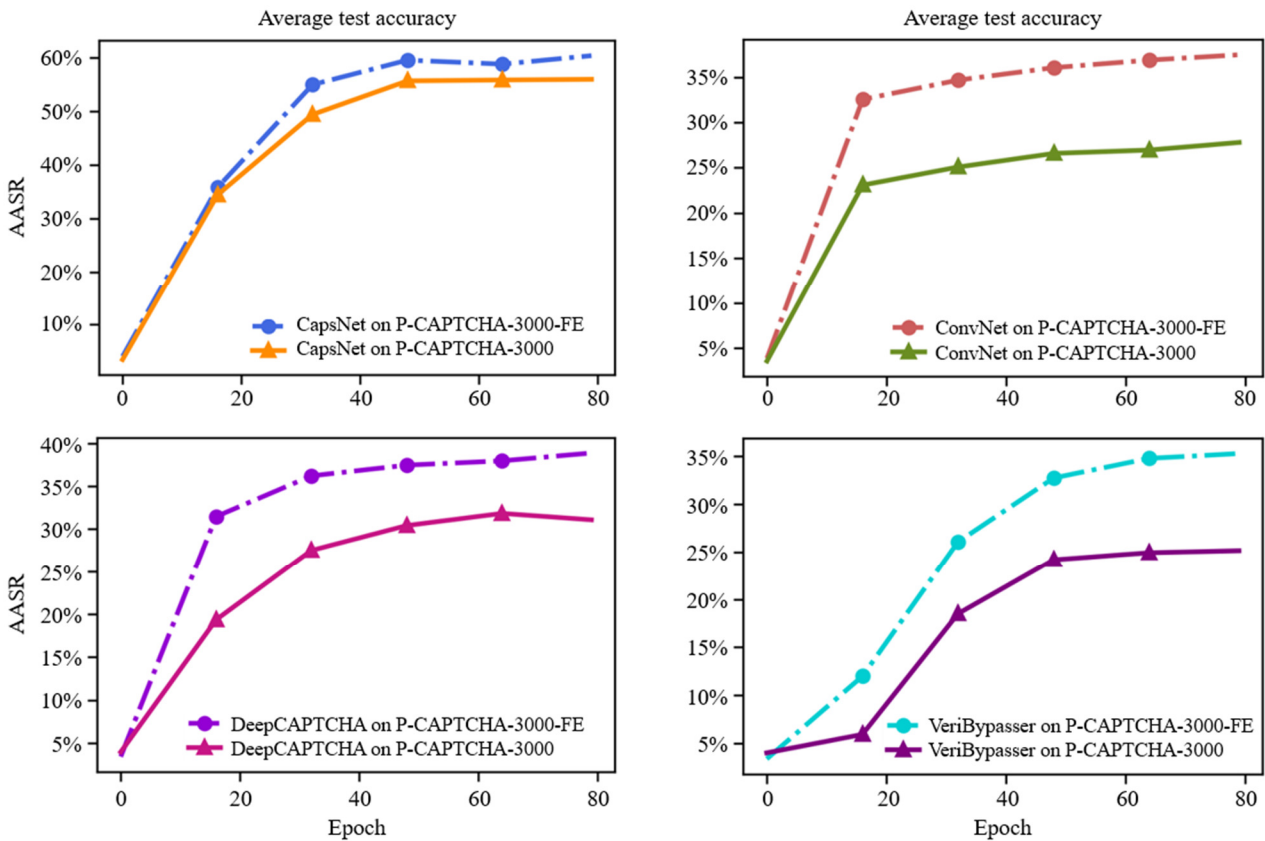 Average test accuracy
AASR
60%
50%
40%
30%
20%
10%
CapsNet on P-CAPTCHA-3000-FE
CapsNet on P-CAPTCHA-3000
0 20 40 60 80
Average test accuracy
35%
30%
25%
20%
15%
10%
5%
ConvNet on P-CAPTCHA-3000-FE
ConvNet on P-CAPTCHA-3000
0 20 40 60 80
AASR
40%
35%
30%
25%
20%
15%
10%
5%
DeepCAPTCHA on P-CAPTCHA-3000-FE
DeepCAPTCHA on P-CAPTCHA-3000
0 20 40 60 80
Epoch
35%
30%
25%
20%
15%
10%
5%
VeriBypasser on P-CAPTCHA-3000-FE
VeriBypasser on P-CAPTCHA-3000
0 20 40 60 80
Epoch